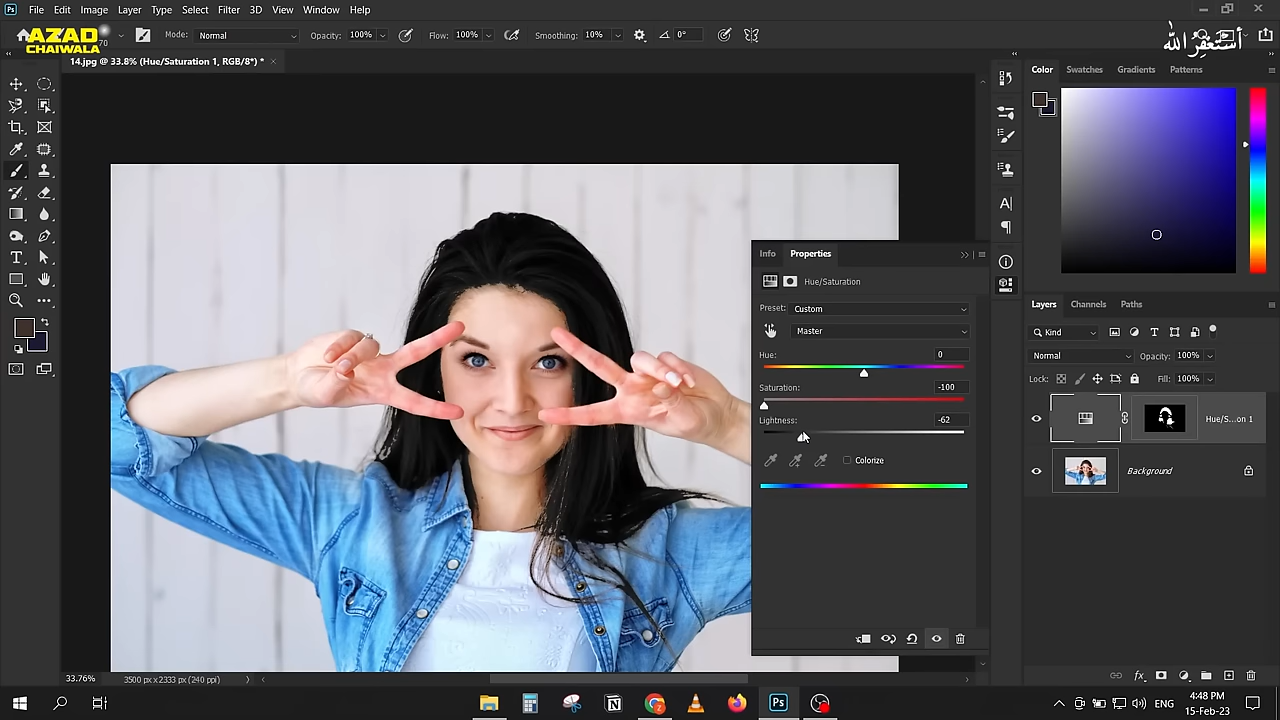 Ps File Edit Image Layer Type Select Filter 3D View Window Help
AZAD
CHAIWALA
70 Mode: Normal Opacity: 100% Flow: 100% Smoothing: 10% 0°
أستغفر الله
14.jpg @ 33.8% (Hue/Saturation 1, RGB/8*) *
Color Swatches Gradients Patterns
Info Properties
Hue/Saturation
Preset: Custom
Master
Hue: 0
Saturation: -100
Lightness: -62
Colorize
Layers Channels Paths
Kind
Normal Opacity: 100%
Lock: Fill: 100%
Hue/S...on 1
Background
33.76% 3500 px x 2333 px (240 ppi)
ENG
4:48 PM
15-Feb-23